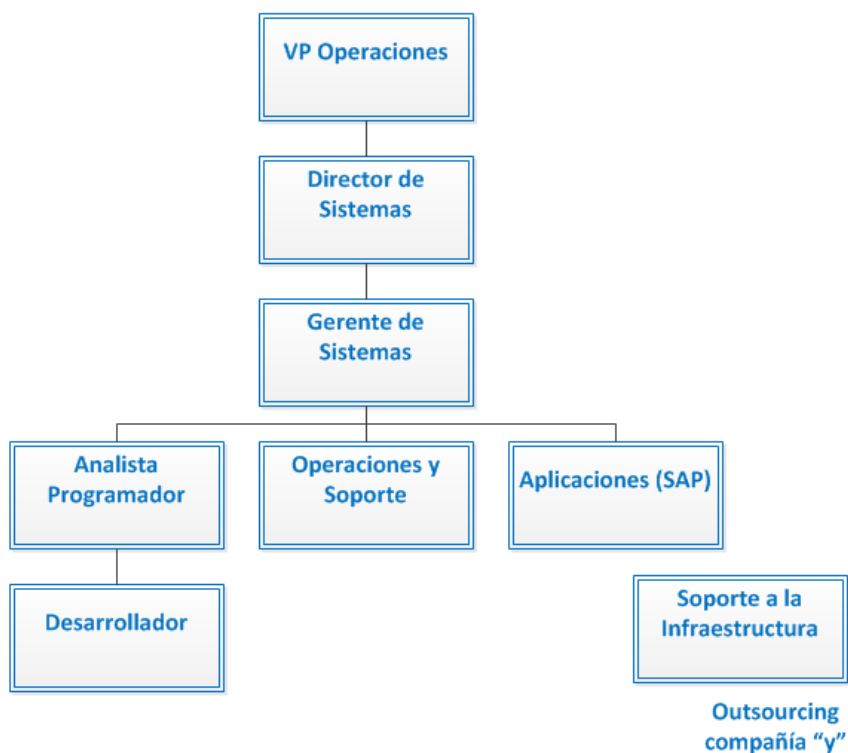 VP Operaciones
Director de
Sistemas
Gerente de
Sistemas
Analista
Programador
Operaciones y
Soporte
Aplicaciones (SAP)
Desarrollador
Soporte a la
Infraestructura
Outsourcing
compañía “y”